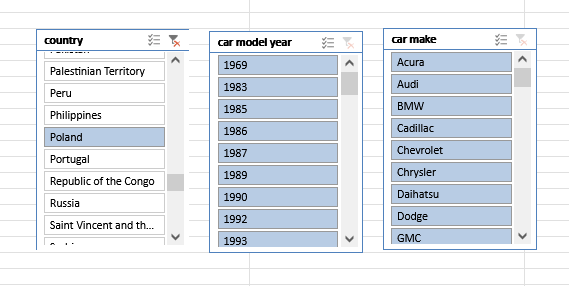 country
Palestinian Territory
Peru
Philippines
Poland
Portugal
Republic of the Congo
Russia
Saint Vincent and th...
car model year
1969
1983
1985
1986
1987
1989
1990
1992
1993
car make
Acura
Audi
BMW
Cadillac
Chevrolet
Chrysler
Daihatsu
Dodge
GMC